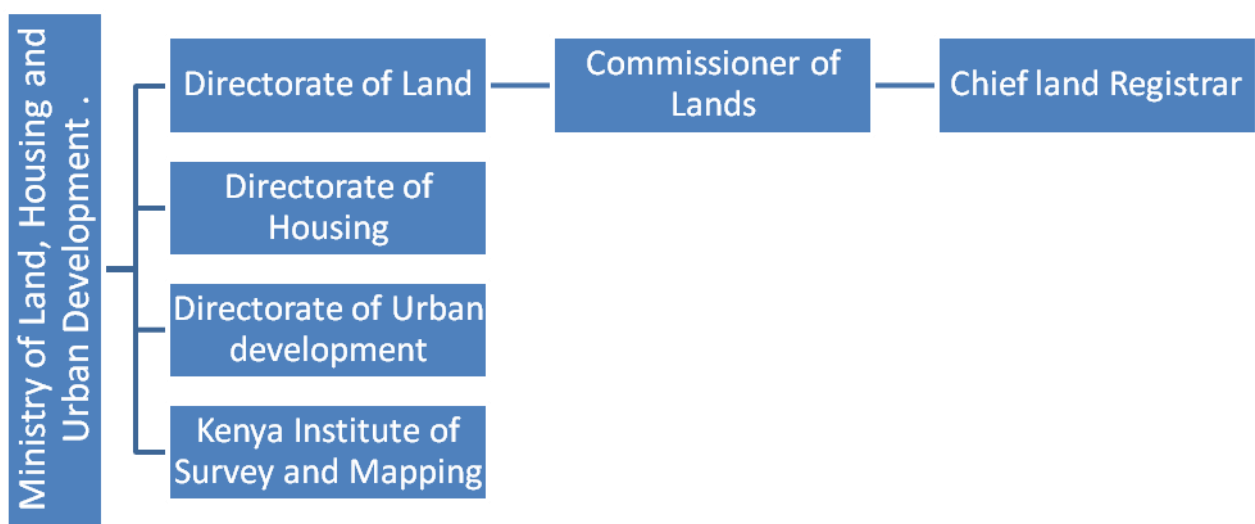 Ministry of Land, Housing and
Urban Development .
Directorate of Land
Commissioner of
Lands
Chief land Registrar
Directorate of
Housing
Directorate of Urban
development
Kenya Institute of
Survey and Mapping